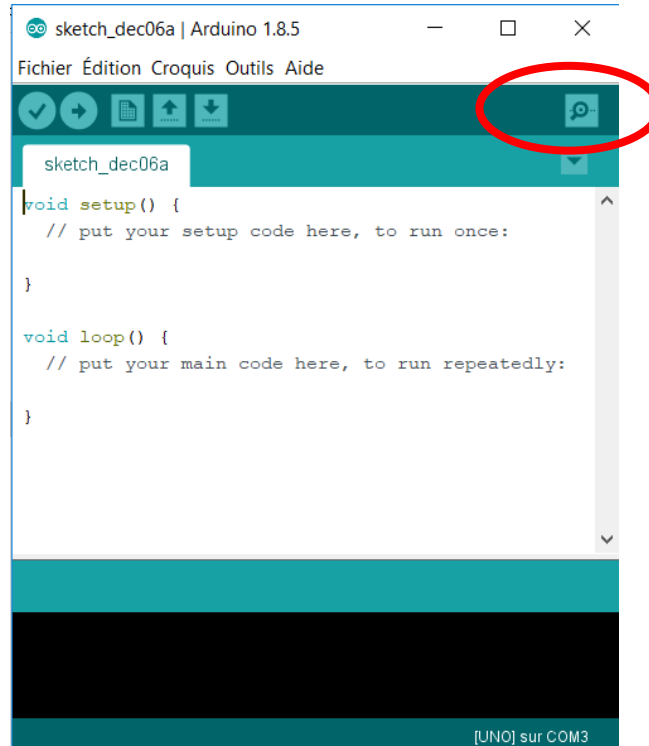 sketch_dec06a | Arduino 1.8.5
Fichier Édition Croquis Outils Aide
sketch_dec06a
void setup() {
// put your setup code here, to run once:
}
void loop() {
// put your main code here, to run repeatedly:
}
[UNO] sur COM3